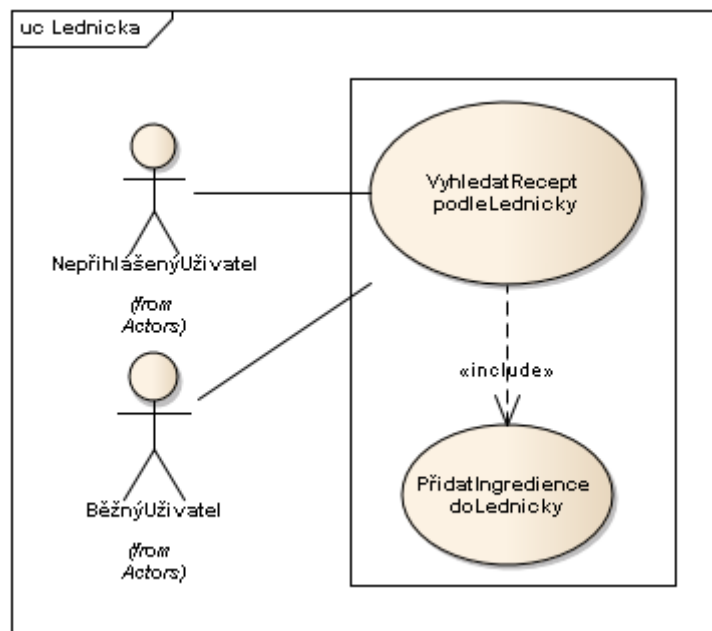 uc Lednicka
VyhledatRecept
podleLednicky
NepřihlášenýUživatel
(from
Actors)
«include»
PřidatIngredience
doLednicky
BěžnýUživatel
(from
Actors)